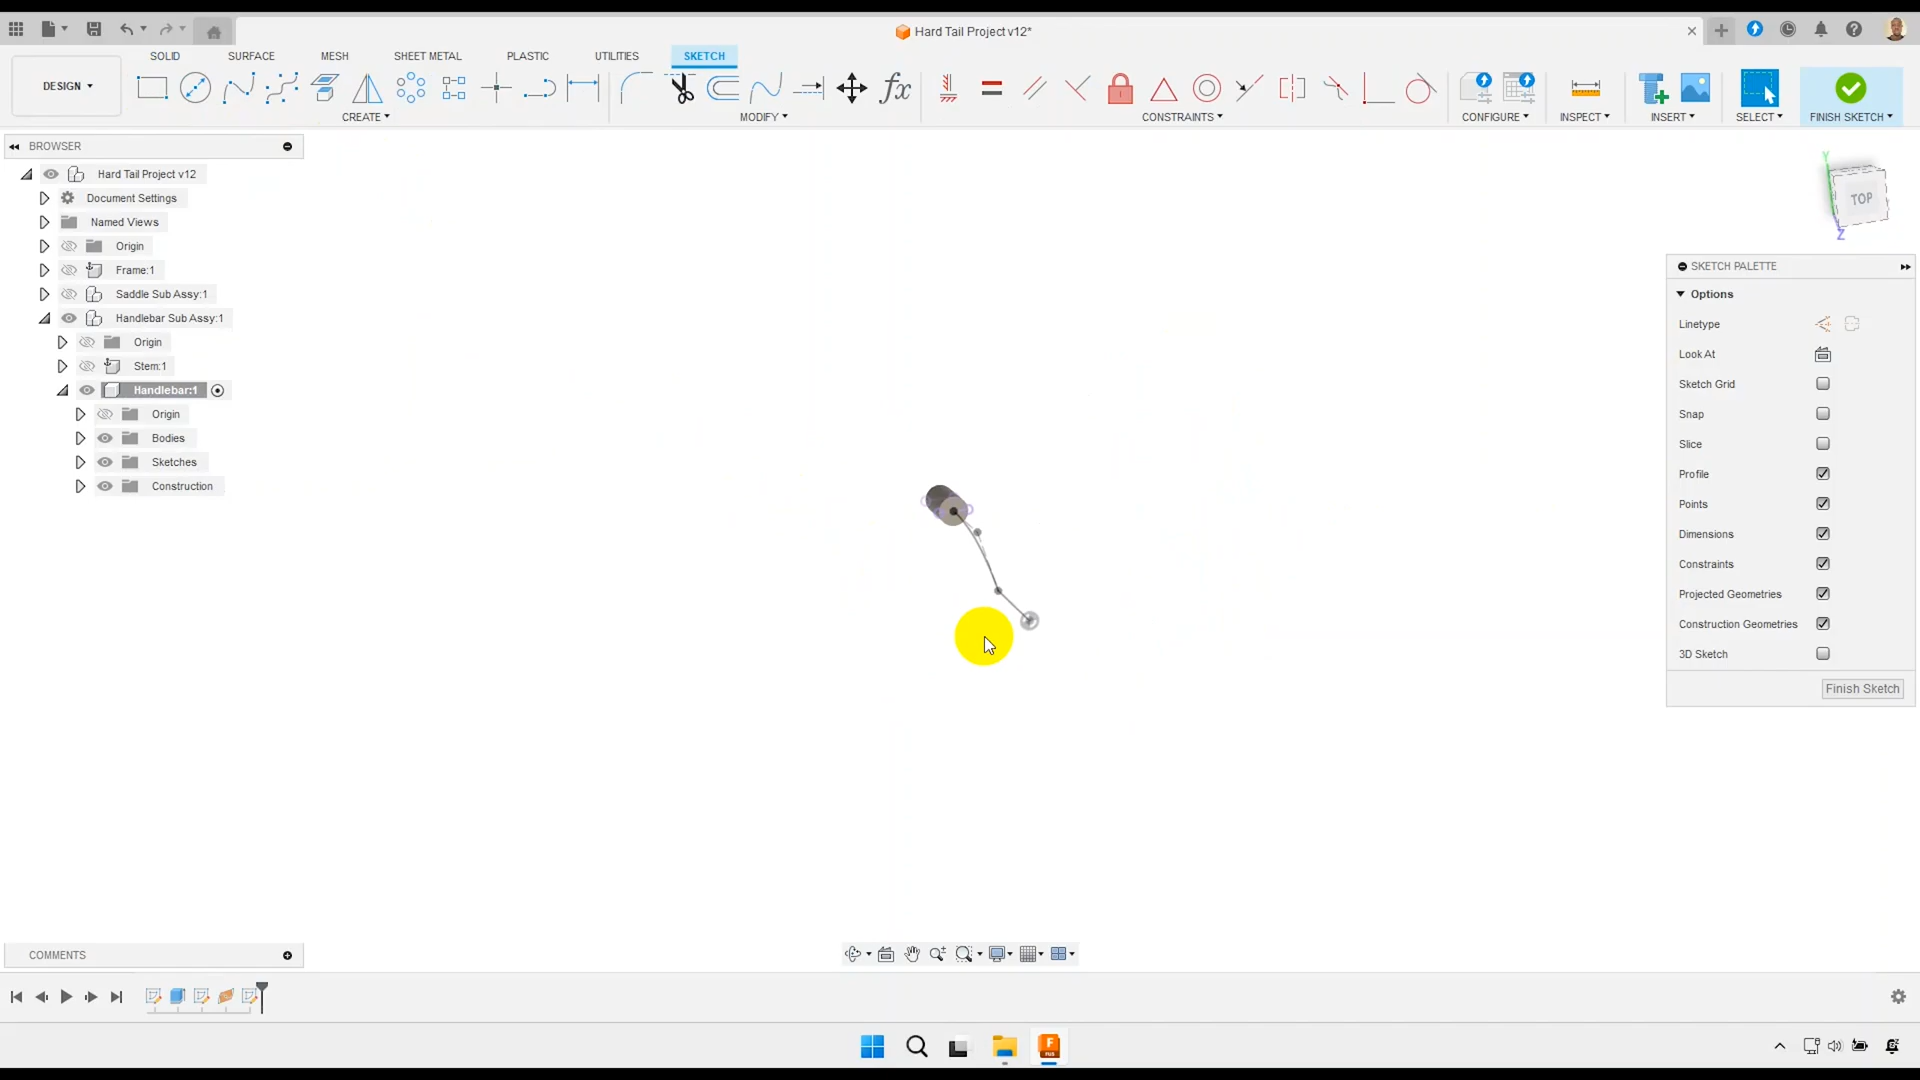 Hard Tail Project v12*
SOLID SURFACE MESH SHEET METAL PLASTIC UTILITIES SKETCH
DESIGN
fx
CREATE MODIFY CONSTRAINTS CONFIGURE INSPECT INSERT SELECT FINISH SKETCH
BROWSER
Hard Tail Project v12
Document Settings
Named Views
Origin
Frame:1
Saddle Sub Assy:1
Handlebar Sub Assy:1
Origin
Stem:1
Handlebar:1
Origin
Bodies
Sketches
Construction
Y
TOP
Z
SKETCH PALETTE
Options
Linetype
Look At
Sketch Grid
Snap
Slice
Profile
Points
Dimensions
Constraints
Projected Geometries
Construction Geometries
3D Sketch
Finish Sketch
COMMENTS